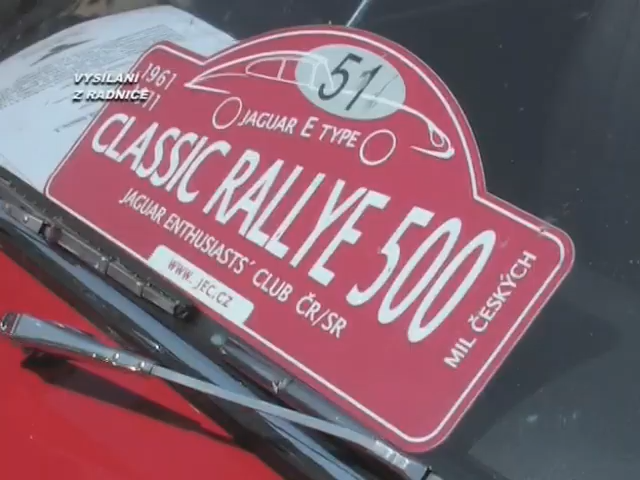 VYSÍLÁNÍ
Z RADNICE
1961
11
51
JAGUAR E TYPE
CLASSIC RALLYE 500
MIL ČESKÝCH
JAGUAR ENTHUSIASTS' CLUB ČR/SR
WWW.JEC.CZ